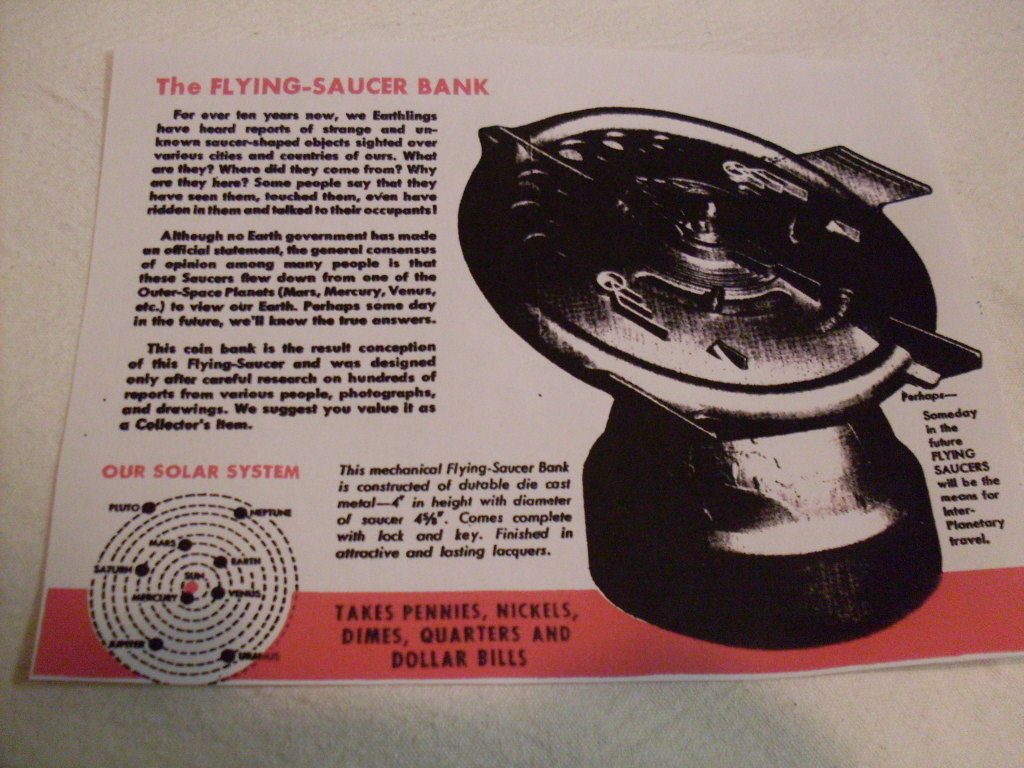 The FLYING-SAUCER BANK
For over ten years now, we Earthlings
have heard reports of strange and un-
known saucer-shaped objects sighted over
various cities and countries of ours. What
are they? Where did they come from? Why
are they here? Some people say that they
have seen them, touched them, even have
ridden in them and talked to their occupants!
Although no Earth government has made
an official statement, the general consensus
of opinion among many people is that
these Saucers flew down from one of the
Outer-Space Planets (Mars, Mercury, Venus,
etc.) to view our Earth. Perhaps some day
in the future, we'll know the true answers.
This coin bank is the result conception
of this Flying-Saucer and was designed
only after careful research on hundreds of
reports from various people, photographs,
and drawings. We suggest you value it as
a Collector's Item.
OUR SOLAR SYSTEM
PLUTO
NEPTUNE
MARS
SATURN
EARTH
SUN
MERCURY
VENUS
JUPITER
URANUS
This mechanical Flying-Saucer Bank
is constructed of durable die cast
metal—4" in height with diameter
of saucer 4⅝". Comes complete
with lock and key. Finished in
attractive and lasting lacquers.
TAKES PENNIES, NICKELS,
DIMES, QUARTERS AND
DOLLAR BILLS
Perhaps—
Someday
in the
future
FLYING
SAUCERS
will be the
means for
Inter-
Planetary
travel.